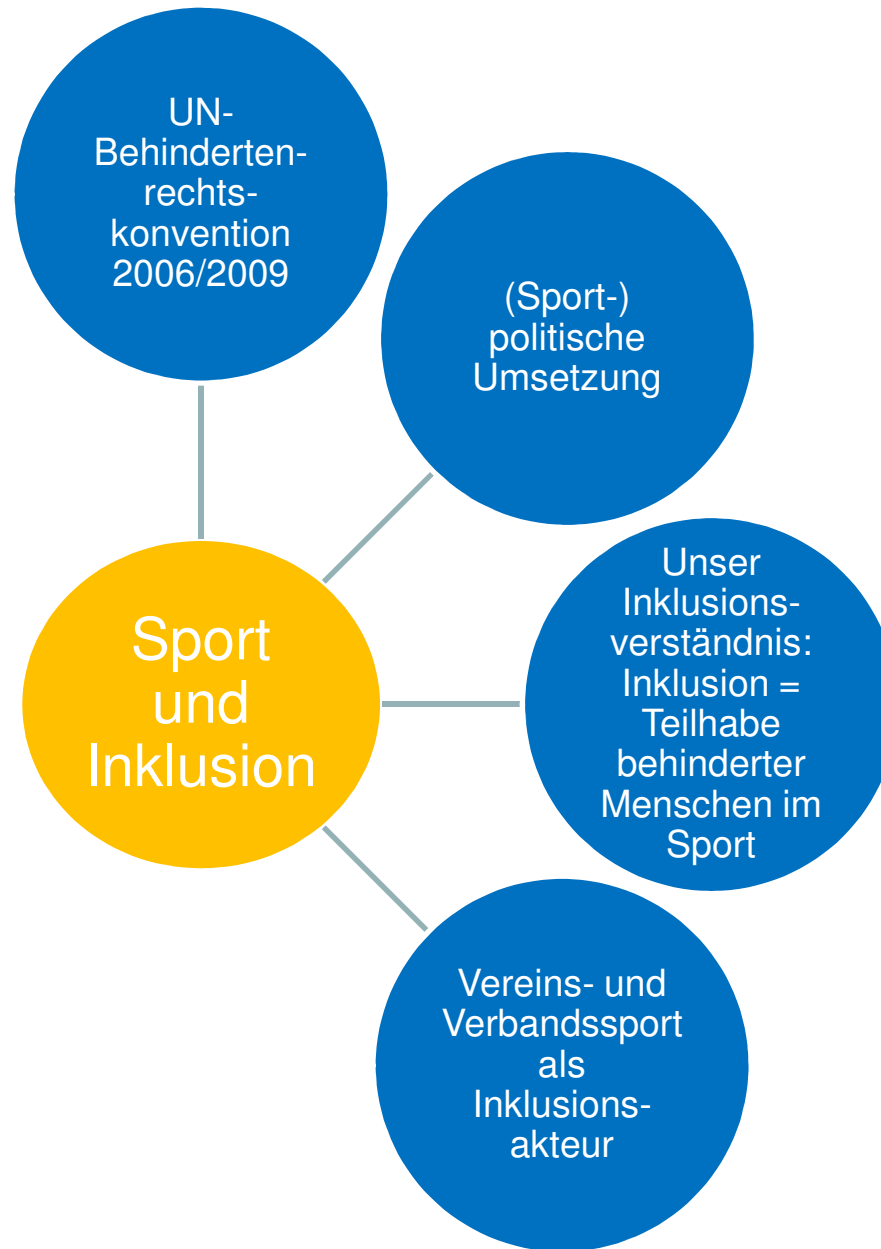 UN-
Behinderten-
rechts-
konvention
2006/2009
(Sport-)
politische
Umsetzung
Sport
und
Inklusion
Unser
Inklusions-
verständnis:
Inklusion =
Teilhabe
behinderter
Menschen im
Sport
Vereins- und
Verbandssport
als
Inklusions-
akteur